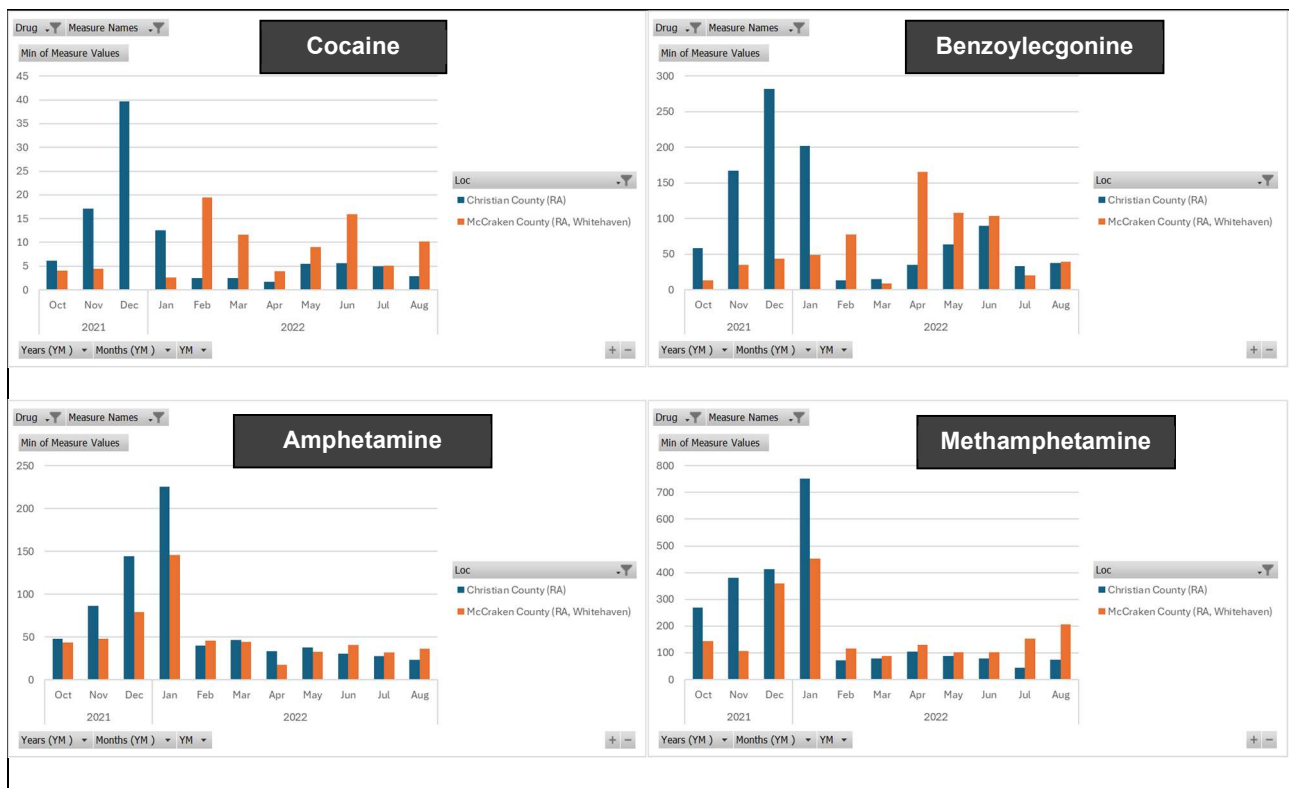 Drug Measure Names
Cocaine
Min of Measure Values
45
40
35
30
25
20
15
10
5
0
Oct Nov Dec Jan Feb Mar Apr May Jun Jul Aug
2021 2022
Loc
Christian County (RA)
McCraken County (RA, Whitehaven)
Years (YM ) Months (YM ) YM
+ −
Drug Measure Names
Benzoylecgonine
Min of Measure Values
300
250
200
150
100
50
0
Oct Nov Dec Jan Feb Mar Apr May Jun Jul Aug
2021 2022
Loc
Christian County (RA)
McCraken County (RA, Whitehaven)
Years (YM ) Months (YM ) YM
+ −
Drug Measure Names
Amphetamine
Min of Measure Values
250
200
150
100
50
0
Oct Nov Dec Jan Feb Mar Apr May Jun Jul Aug
2021 2022
Loc
Christian County (RA)
McCraken County (RA, Whitehaven)
Years (YM ) Months (YM ) YM
+ −
Drug Measure Names
Methamphetamine
Min of Measure Values
800
700
600
500
400
300
200
100
0
Oct Nov Dec Jan Feb Mar Apr May Jun Jul Aug
2021 2022
Loc
Christian County (RA)
McCraken County (RA, Whitehaven)
Years (YM ) Months (YM ) YM
+ −